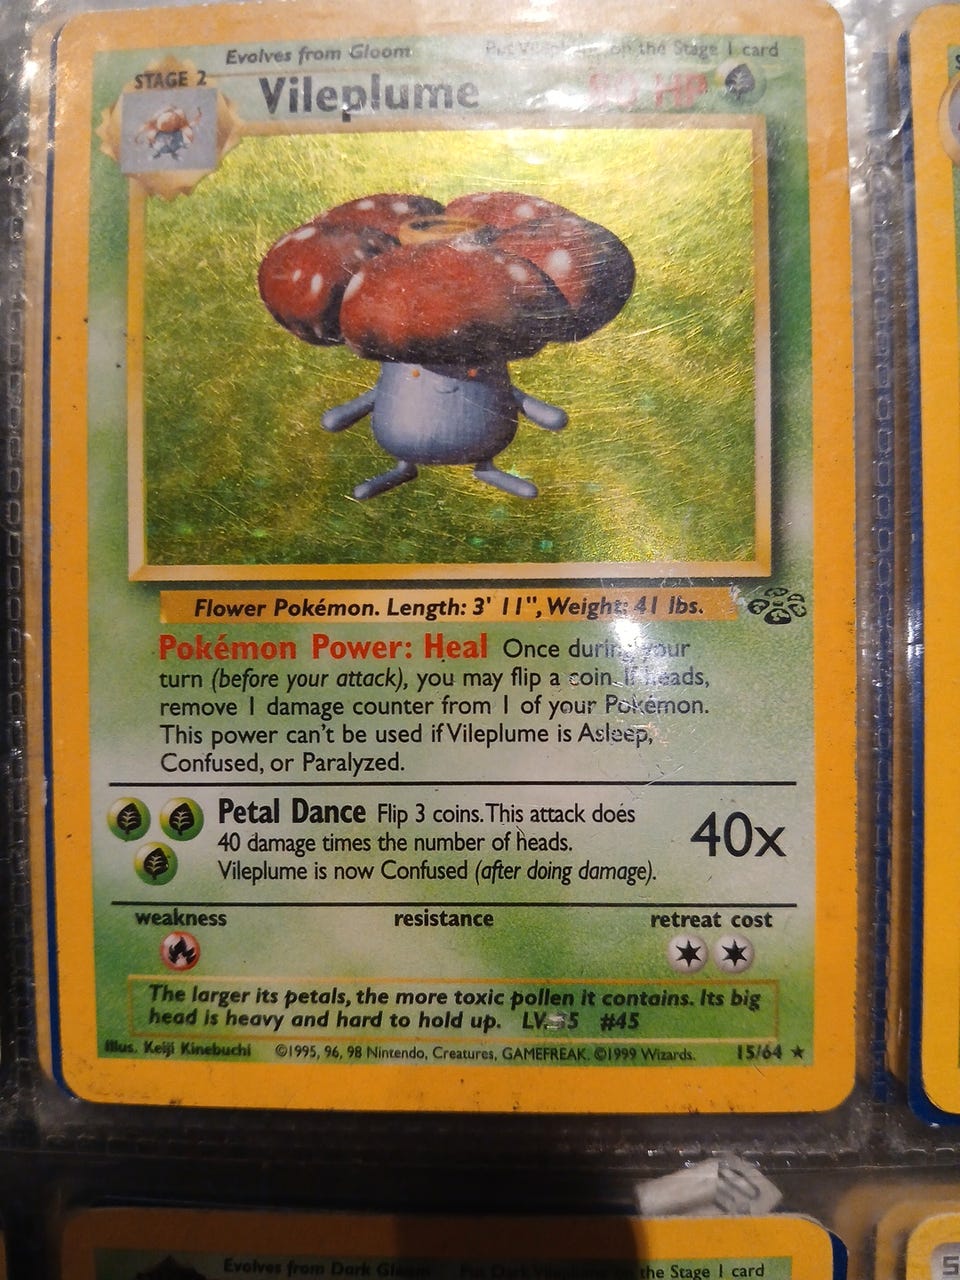 Evolves from Gloom on the Stage 1 card
STAGE 2
Vileplume HP
Flower Pokémon. Length: 3' 11", Weight: 41 lbs.
Pokémon Power: Heal Once during your
turn (before your attack), you may flip a coin. If heads,
remove 1 damage counter from 1 of your Pokémon.
This power can't be used if Vileplume is Asleep,
Confused, or Paralyzed.
Petal Dance Flip 3 coins. This attack does
40 damage times the number of heads.
Vileplume is now Confused (after doing damage).
40x
weakness resistance retreat cost
The larger its petals, the more toxic pollen it contains. Its big
head is heavy and hard to hold up. LV. #45
Illus. Keiji Kinebuchi ©1995, 96, 98 Nintendo, Creatures, GAMEFREAK. ©1999 Wizards. 15/64 ★
Evolves from Dark Gloom the Stage 1 card